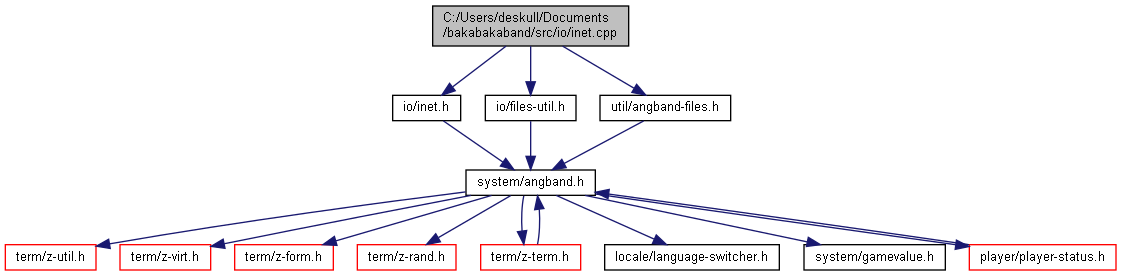 C:/Users/deskull/Documents
/bakabakaband/src/io/inet.cpp
io/inet.h
io/files-util.h
util/angband-files.h
system/angband.h
term/z-util.h
term/z-virt.h
term/z-form.h
term/z-rand.h
term/z-term.h
locale/language-switcher.h
system/gamevalue.h
player/player-status.h